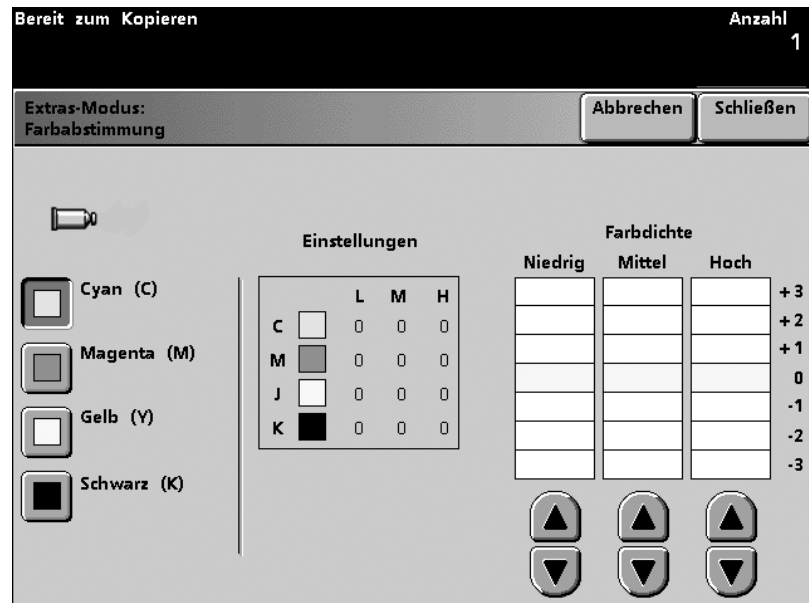 Bereit zum Kopieren
Anzahl
1
Extras-Modus:
Farbabstimmung
Abbrechen
Schließen
Cyan (C)
Magenta (M)
Gelb (Y)
Schwarz (K)
Einstellungen
L M H
C 0 0 0
M 0 0 0
J 0 0 0
K 0 0 0
Farbdichte
Niedrig Mittel Hoch
+3
+2
+1
0
-1
-2
-3